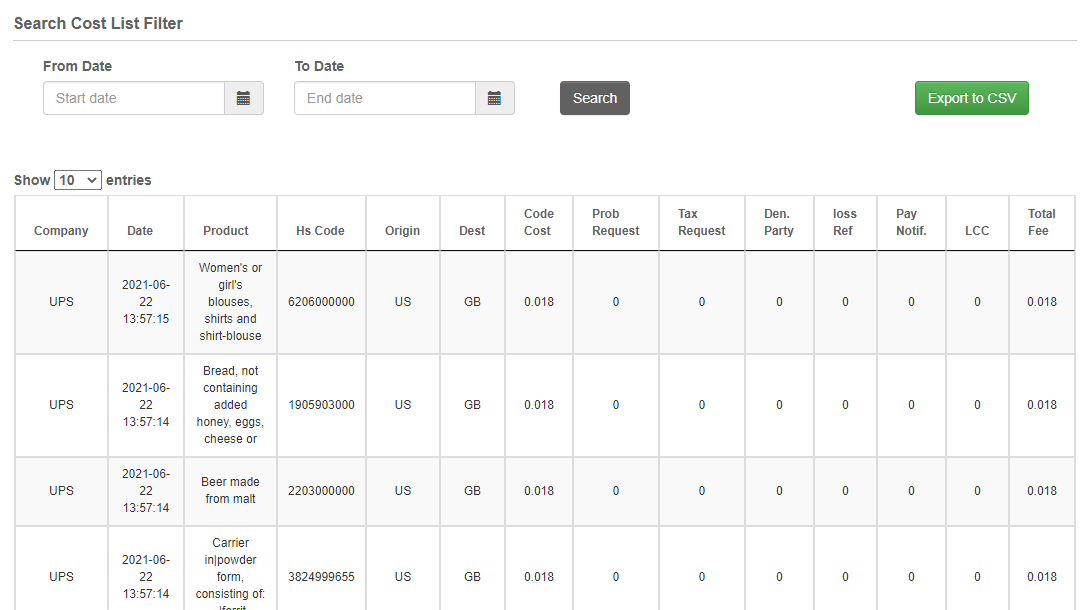 Search Cost List Filter
From Date
To Date
Start date
End date
Search
Export to CSV
Show 10 entries
Company Date Product Hs Code Origin Dest Code Cost Prob Request Tax Request Den. Party loss Ref Pay Notif. LCC Total Fee
UPS 2021-06-22 13:57:15 Women's or girl's blouses, shirts and shirt-blouse 6206000000 US GB 0.018 0 0 0 0 0 0 0.018
UPS 2021-06-22 13:57:14 Bread, not containing added honey, eggs, cheese or 1905903000 US GB 0.018 0 0 0 0 0 0 0.018
UPS 2021-06-22 13:57:14 Beer made from malt 2203000000 US GB 0.018 0 0 0 0 0 0 0.018
UPS 2021-06-22 13:57:14 Carrier in|powder form, consisting of: 3824999655 US GB 0.018 0 0 0 0 0 0 0.018